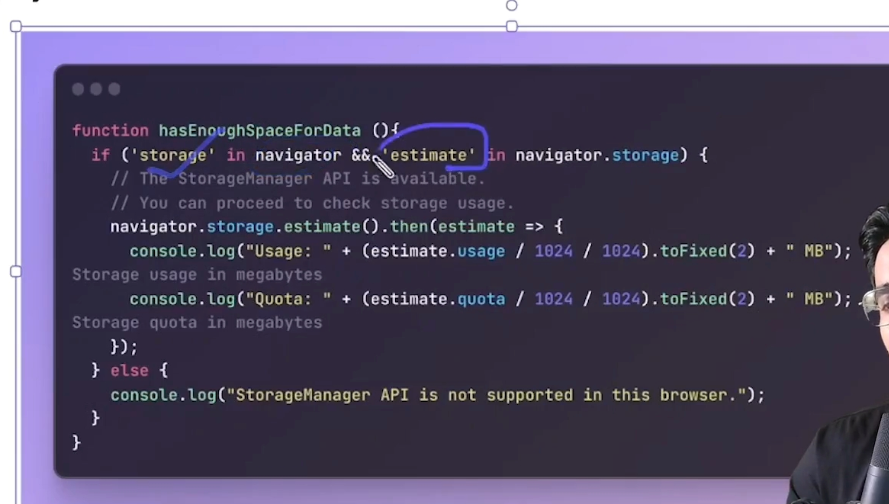 function hasEnoughSpaceForData (){
if ('storage' in navigator && 'estimate' in navigator.storage) {
// The StorageManager API is available.
// You can proceed to check storage usage.
navigator.storage.estimate().then(estimate => {
console.log("Usage: " + (estimate.usage / 1024 / 1024).toFixed(2) + " MB");
Storage usage in megabytes
console.log("Quota: " + (estimate.quota / 1024 / 1024).toFixed(2) + " MB");
Storage quota in megabytes
});
} else {
console.log("StorageManager API is not supported in this browser.");
}
}